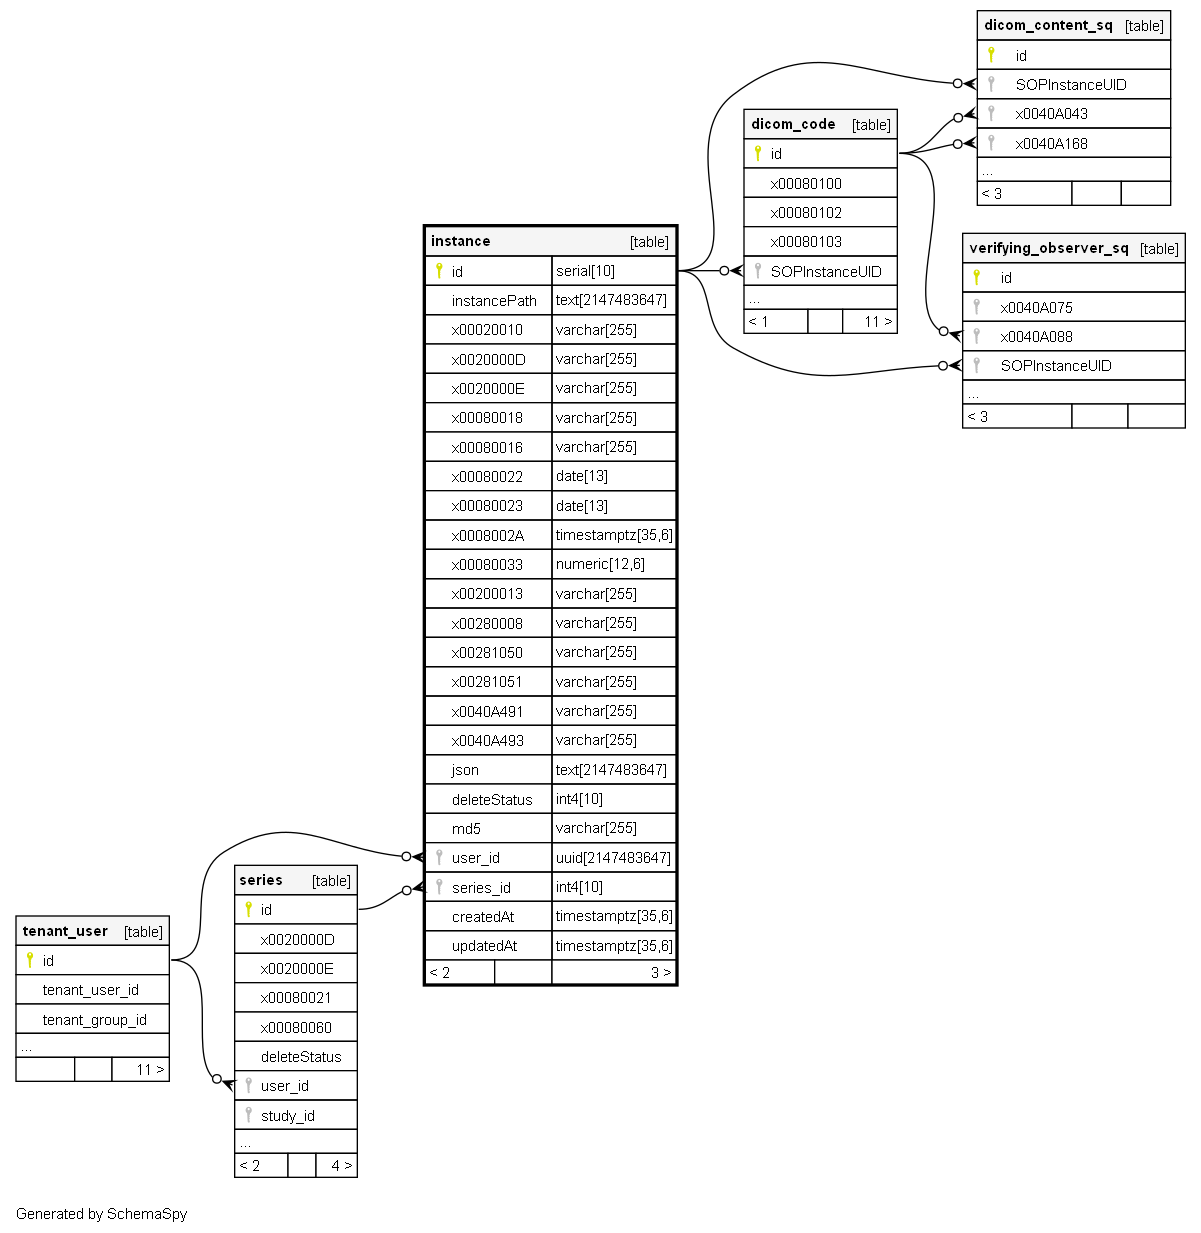 dicom_content_sq [table]
id
SOPInstanceUID
x0040A043
x0040A168
...
< 3
dicom_code [table]
id
x00080100
x00080102
x00080103
SOPInstanceUID
...
< 1 11 >
verifying_observer_sq [table]
id
x0040A075
x0040A088
SOPInstanceUID
...
< 3
instance [table]
id serial[10]
instancePath text[2147483647]
x00020010 varchar[255]
x0020000D varchar[255]
x0020000E varchar[255]
x00080018 varchar[255]
x00080016 varchar[255]
x00080022 date[13]
x00080023 date[13]
x0008002A timestamptz[35,6]
x00080033 numeric[12,6]
x00200013 varchar[255]
x00280008 varchar[255]
x00281050 varchar[255]
x00281051 varchar[255]
x0040A491 varchar[255]
x0040A493 varchar[255]
json text[2147483647]
deleteStatus int4[10]
md5 varchar[255]
user_id uuid[2147483647]
series_id int4[10]
createdAt timestamptz[35,6]
updatedAt timestamptz[35,6]
< 2 3 >
series [table]
id
x0020000D
x0020000E
x00080021
x00080060
deleteStatus
user_id
study_id
...
< 2 4 >
tenant_user [table]
id
tenant_user_id
tenant_group_id
...
11 >
Generated by SchemaSpy